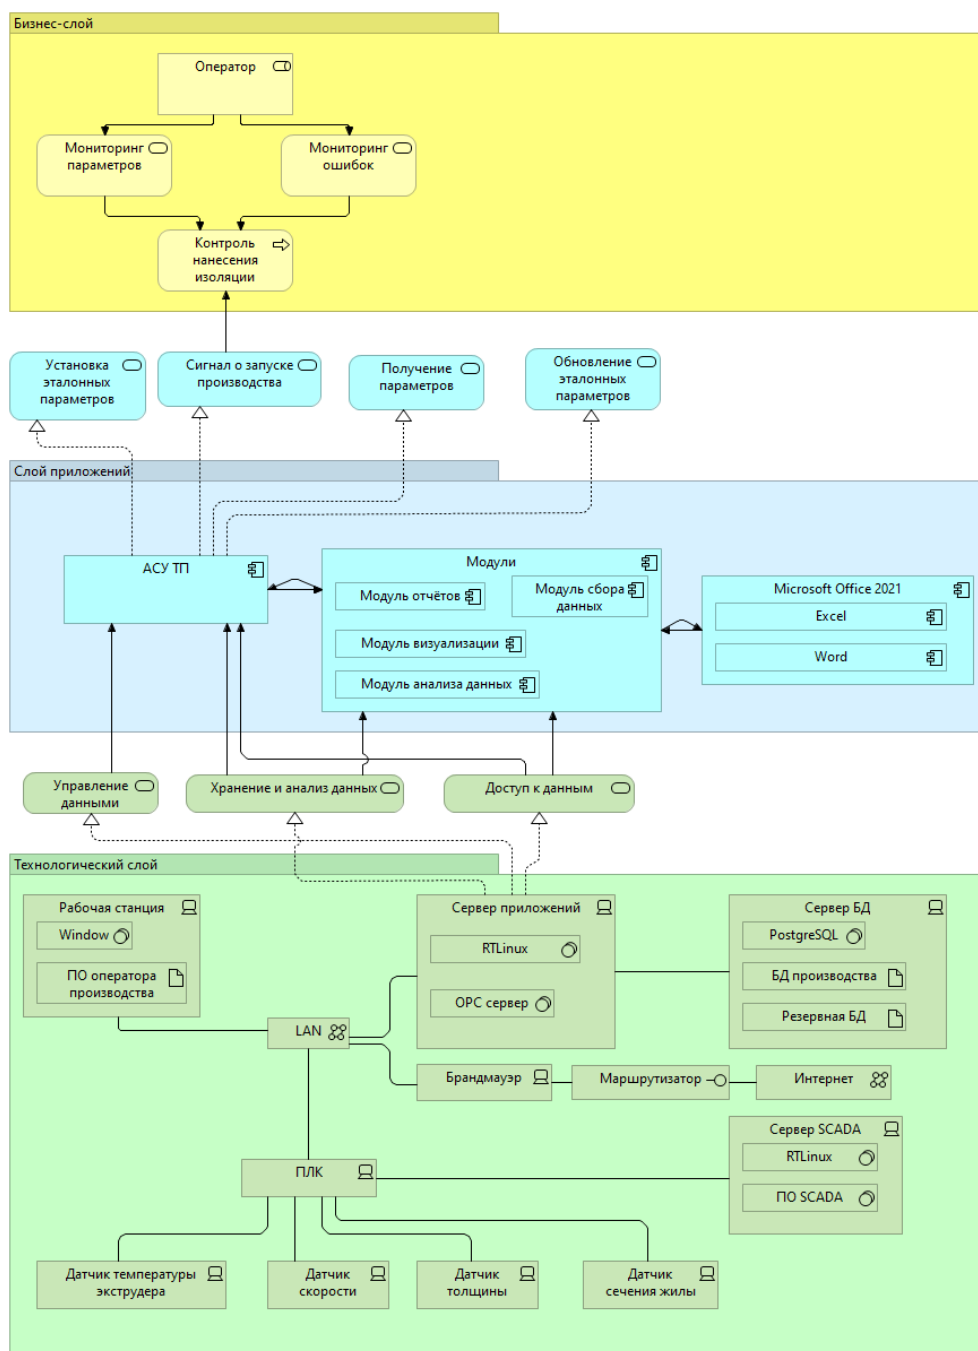 Бизнес-слой
Оператор
Мониторинг
параметров
Мониторинг
ошибок
Контроль
нанесения
изоляции
Установка
эталонных
параметров
Сигнал о запуске
производства
Получение
параметров
Обновление
эталонных
параметров
Слой приложений
АСУ ТП
Модули
Модуль отчётов
Модуль сбора
данных
Модуль визуализации
Модуль анализа данных
Microsoft Office 2021
Excel
Word
Управление
данными
Хранение и анализ данных
Доступ к данным
Технологический слой
Рабочая станция
Window
ПО оператора
производства
Сервер приложений
RTLinux
OPC сервер
Сервер БД
PostgreSQL
БД производства
Резервная БД
LAN
Брандмауэр
Маршрутизатор
Интернет
Сервер SCADA
RTLinux
ПО SCADA
ПЛК
Датчик температуры
экструдера
Датчик
скорости
Датчик
толщины
Датчик
сечения жилы